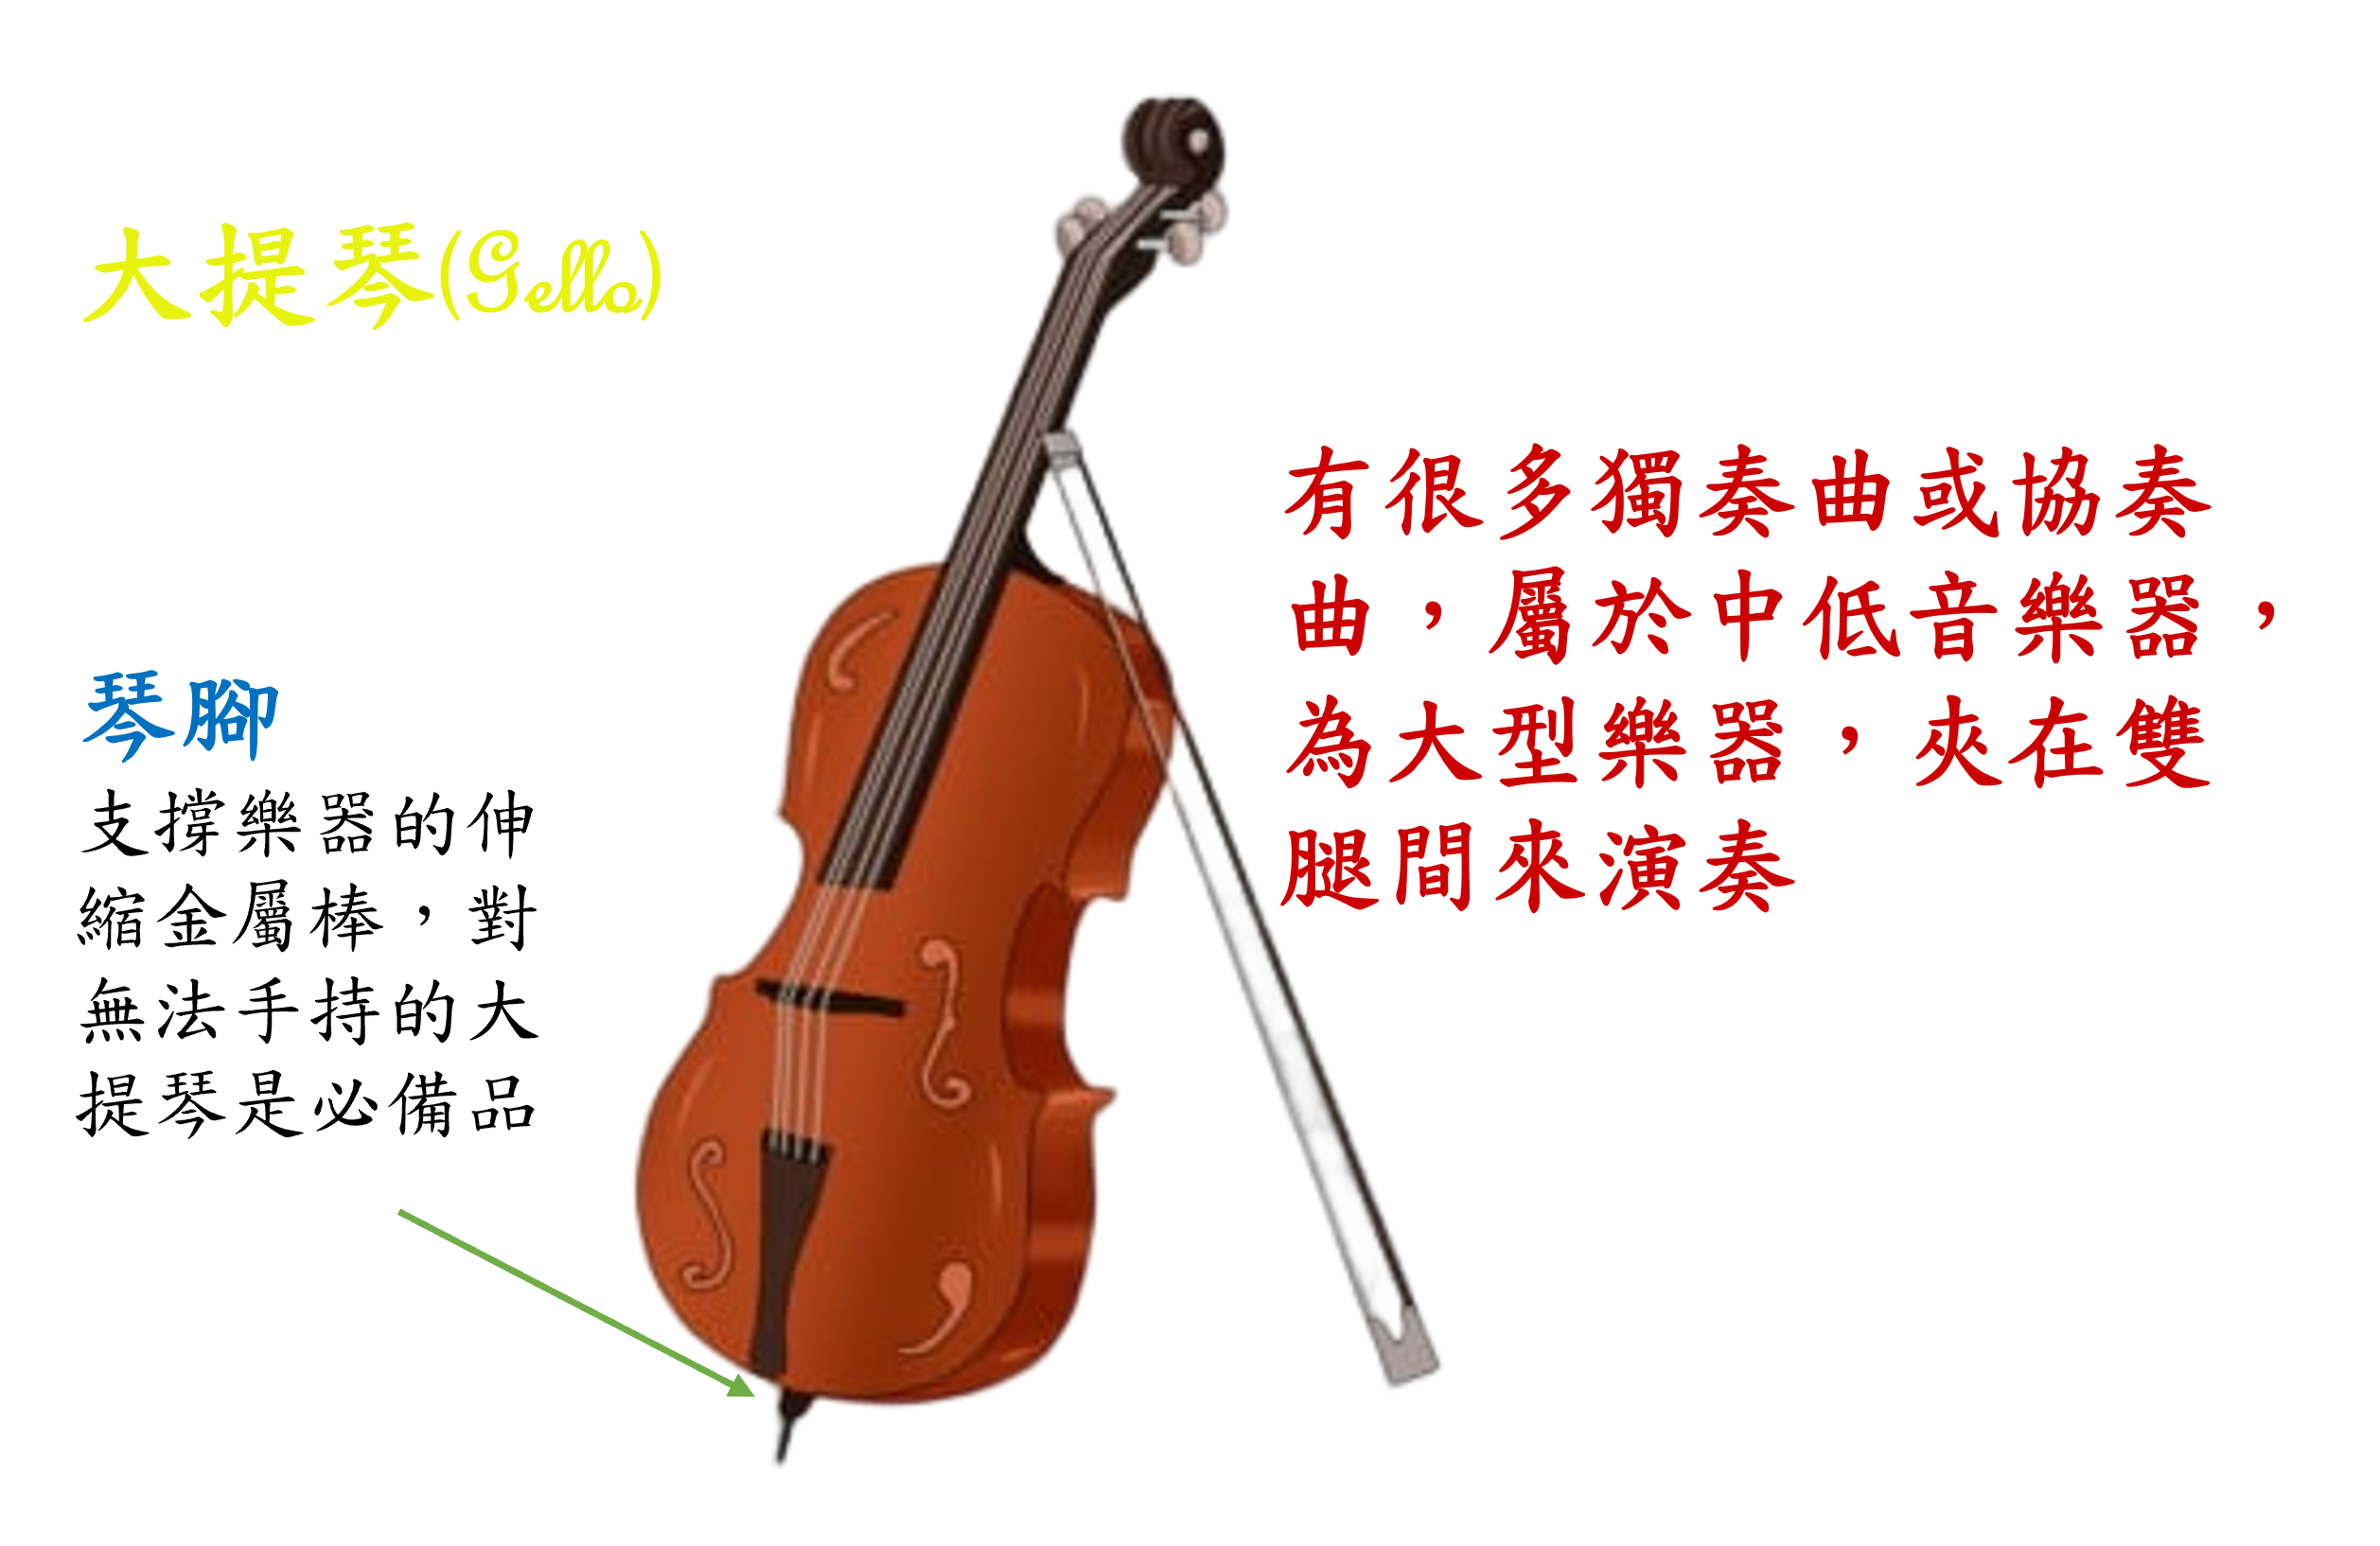 大提琴(Gello)
有很多獨奏曲或協奏
曲，屬於中低音樂器，
為大型樂器，夾在雙
腿間來演奏
琴腳
支撐樂器的伸
縮金屬棒，對
無法手持的大
提琴是必備品